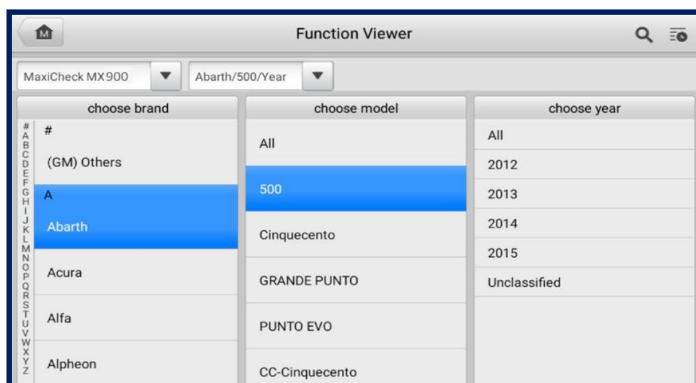 Function Viewer
MaxiCheck MX900
Abarth/500/Year
choose brand
#
A
B
C
D
E
F
G
H
I
J
K
L
M
N
O
P
Q
R
S
T
U
V
W
X
Y
Z
#
(GM) Others
A
Abarth
Acura
Alfa
Alpheon
choose model
All
500
Cinquecento
GRANDE PUNTO
PUNTO EVO
CC-Cinquecento
choose year
All
2012
2013
2014
2015
Unclassified